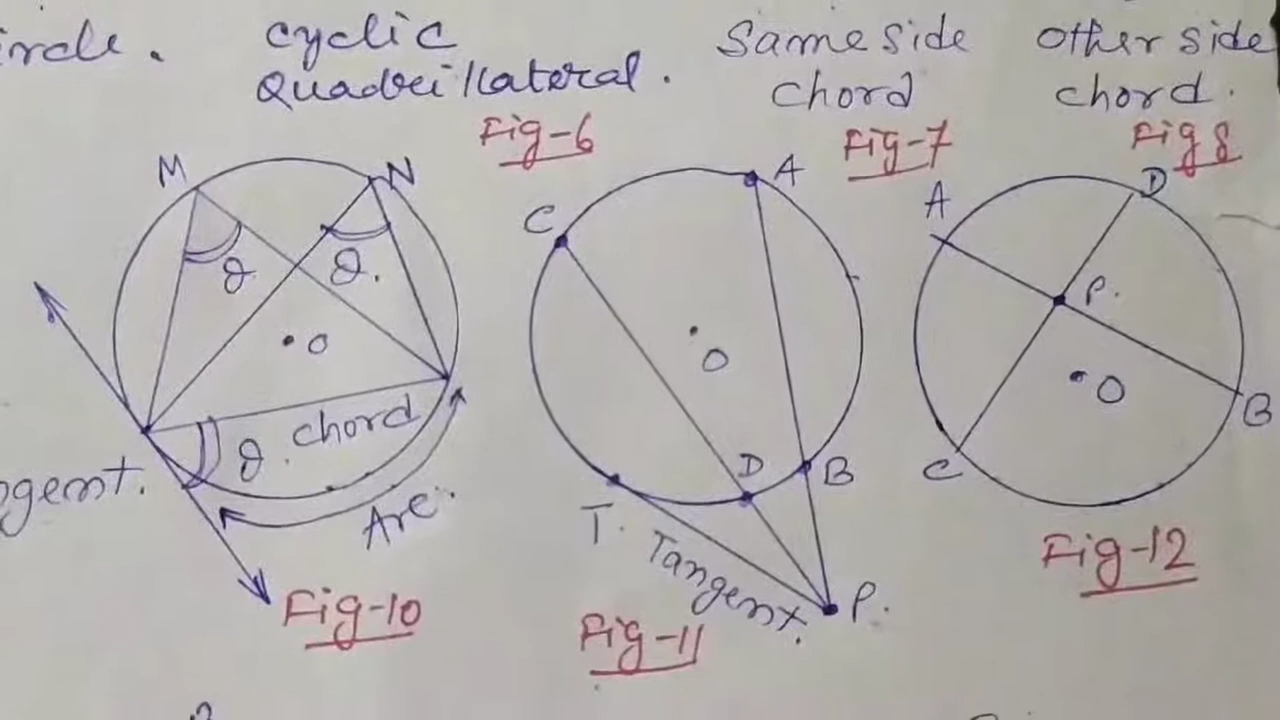 ircle.
cyclic
Quadrilateral.
Same side
chord
other side
chord.
Fig-6
Fig-7
Fig 8
M
N
θ
θ.
O
chord
θ.
ngent.
Arc.
Fig-10
A
C
O
D
B
T.
Tangent.
P.
Fig-11
A
D
P.
O
B
C
Fig-12